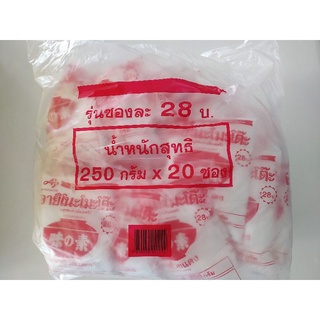 รุ่นซองละ 28 บ.
น้ำหนักสุทธิ
250 กรัม x 20 ซอง
อายิโนะโมะโต๊ะ
28
味の素